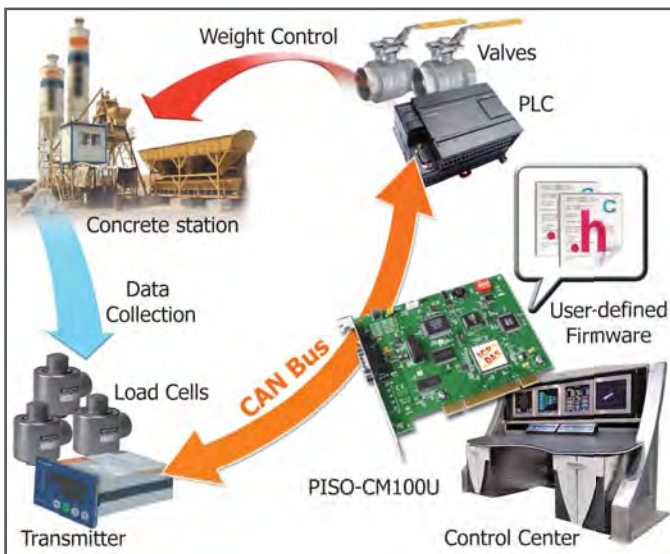 Weight Control
Valves
PLC
Concrete station
C
.h
Data
Collection
User-defined
Firmware
Load Cells
CAN Bus
PISO-CM100U
Transmitter
Control Center